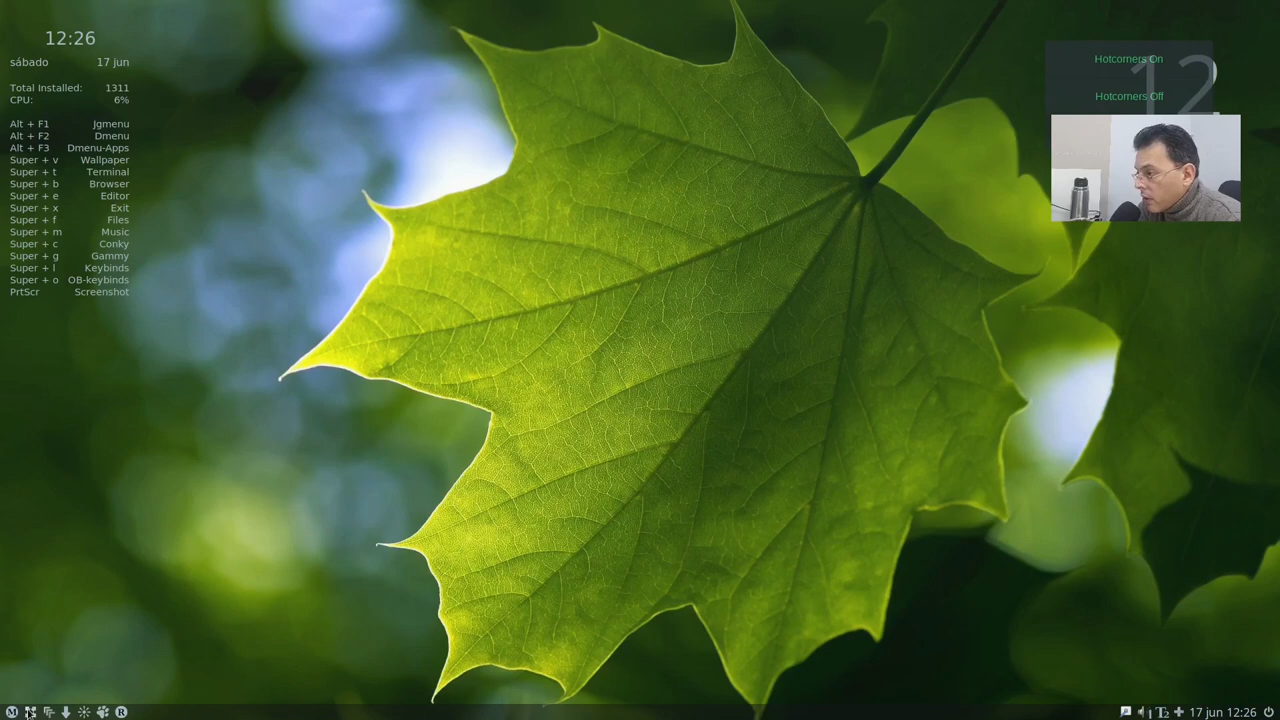 12:26
sábado 17 jun
Total Installed: 1311
CPU: 6%
Alt + F1 Jgmenu
Alt + F2 Dmenu
Alt + F3 Dmenu-Apps
Super + v Wallpaper
Super + t Terminal
Super + b Browser
Super + e Editor
Super + x Exit
Super + f Files
Super + m Music
Super + c Conky
Super + g Gammy
Super + l Keybinds
Super + o OB-keybinds
PrtScr Screenshot
Hotcorners On
12
Hotcorners Off
M
R
T2
17 jun 12:26